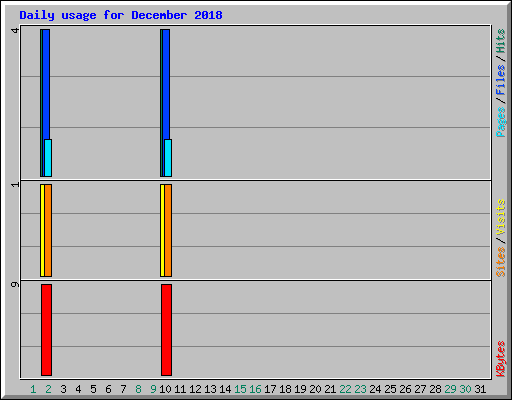 Daily usage for December 2018
4
1
9
Pages / Files / Hits
Sites / Visits
KBytes
1 2 3 4 5 6 7 8 9 10 11 12 13 14 15 16 17 18 19 20 21 22 23 24 25 26 27 28 29 30 31